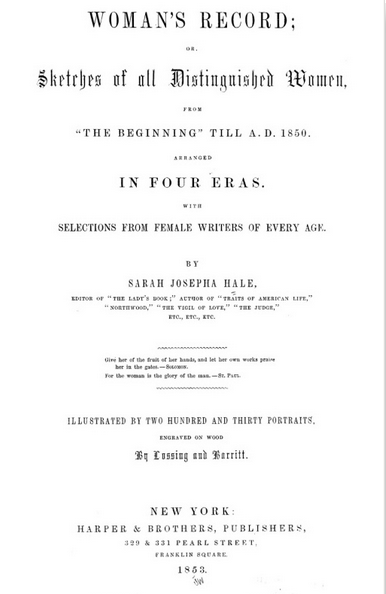 WOMAN'S RECORD;
OR,
Sketches of all Distinguished Women,
FROM
"THE BEGINNING" TILL A. D. 1850.
ARRANGED
IN FOUR ERAS.
WITH
SELECTIONS FROM FEMALE WRITERS OF EVERY AGE.
BY
SARAH JOSEPHA HALE,
EDITOR OF "THE LADY'S BOOK;" AUTHOR OF "TRAITS OF AMERICAN LIFE,"
"NORTHWOOD," "THE VIGIL OF LOVE," "THE JUDGE,"
ETC., ETC., ETC.
Give her of the fruit of her hands, and let her own works praise
her in the gates.—SOLOMON.
For the woman is the glory of the man.—ST. PAUL.
ILLUSTRATED BY TWO HUNDRED AND THIRTY PORTRAITS,
ENGRAVED ON WOOD
By Lossing and Barritt.
NEW YORK:
HARPER & BROTHERS, PUBLISHERS,
329 & 331 PEARL STREET,
FRANKLIN SQUARE.
1853.